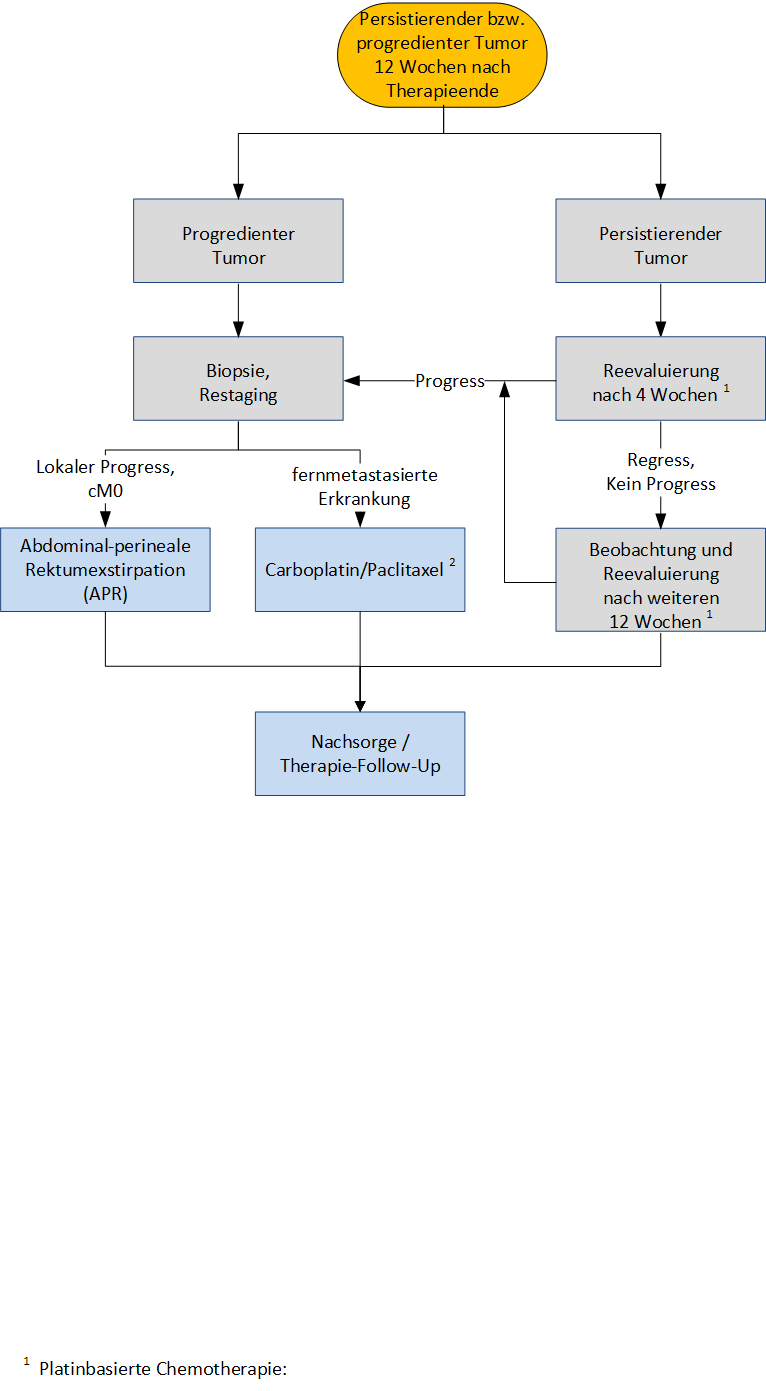 Persistierender bzw.
progredienter Tumor
12 Wochen nach
Therapieende
Progredienter
Tumor
Persistierender
Tumor
Biopsie,
Restaging
Progress
Reevaluierung
nach 4 Wochen 1
Lokaler Progress,
cM0
fernmetastasierte
Erkrankung
Regress,
Kein Progress
Abdominal-perineale
Rektumexstirpation
(APR)
Carboplatin/Paclitaxel 2
Beobachtung und
Reevaluierung
nach weiteren
12 Wochen 1
Nachsorge /
Therapie-Follow-Up
1 Platinbasierte Chemotherapie: